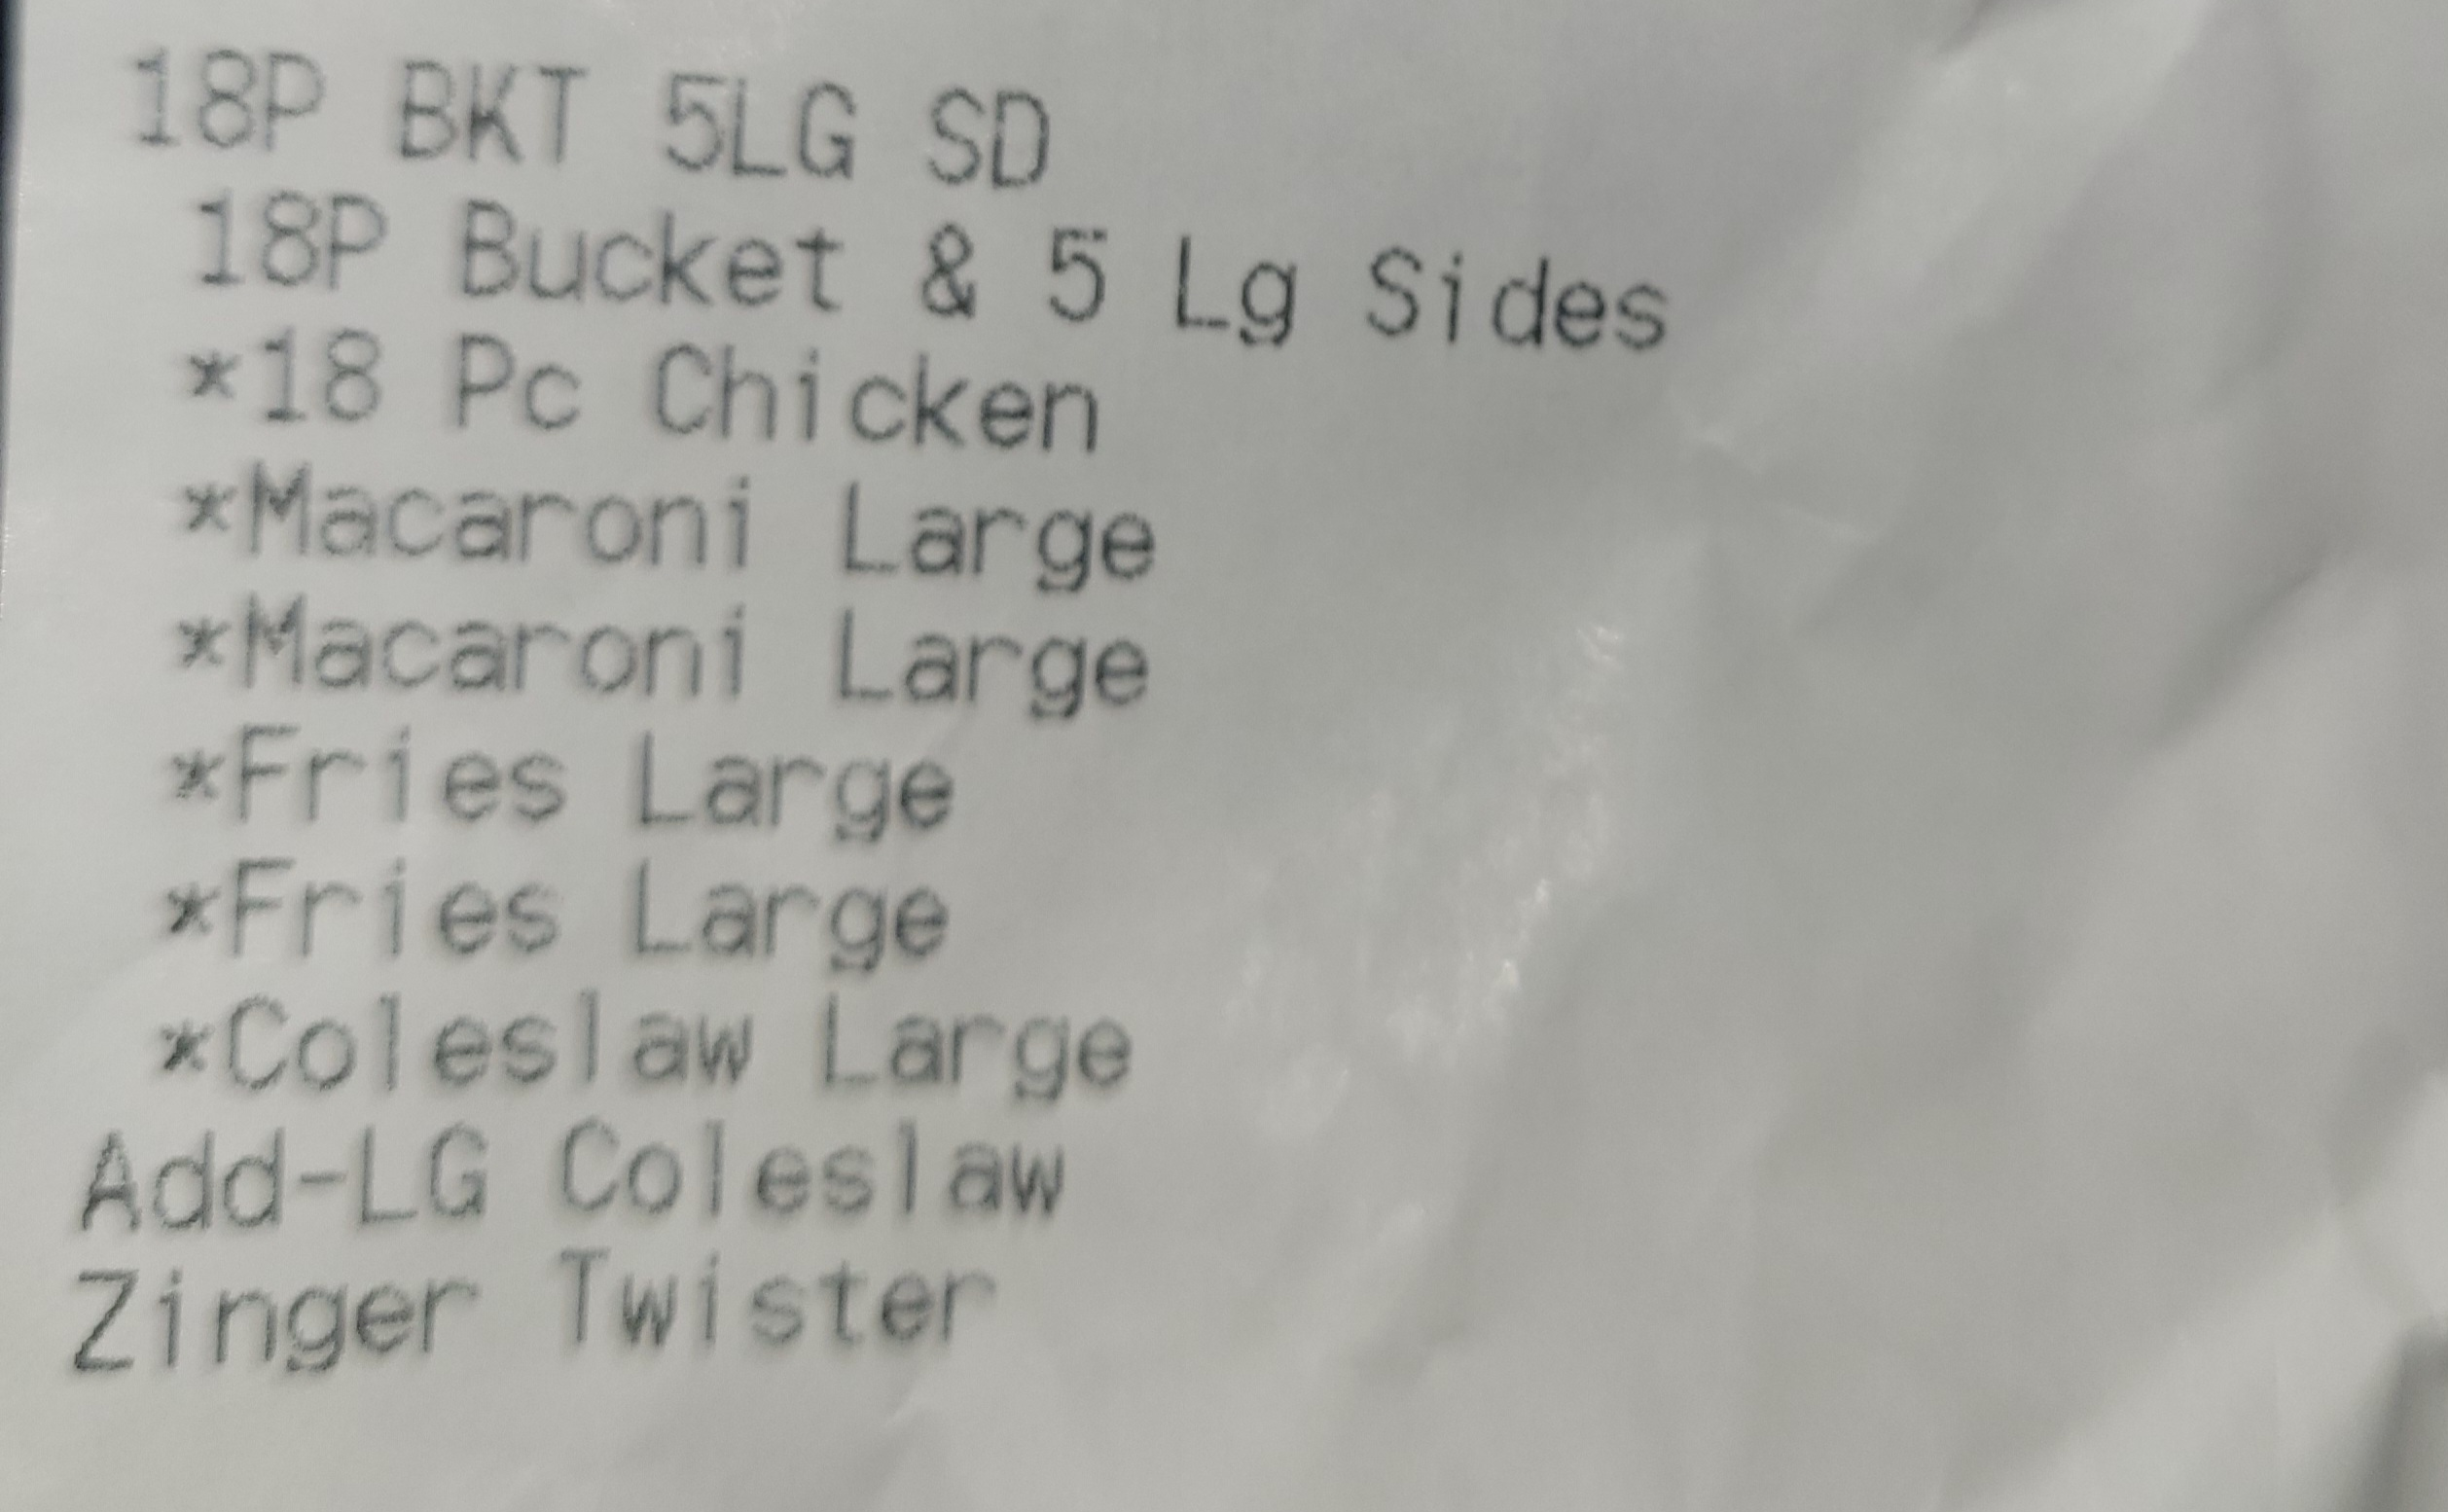 18P BKT 5LG SD
18P Bucket & 5 Lg Sides
*18 Pc Chicken
*Macaroni Large
*Macaroni Large
*Fries Large
*Fries Large
*Coleslaw Large
Add-LG Coleslaw
Zinger Twister